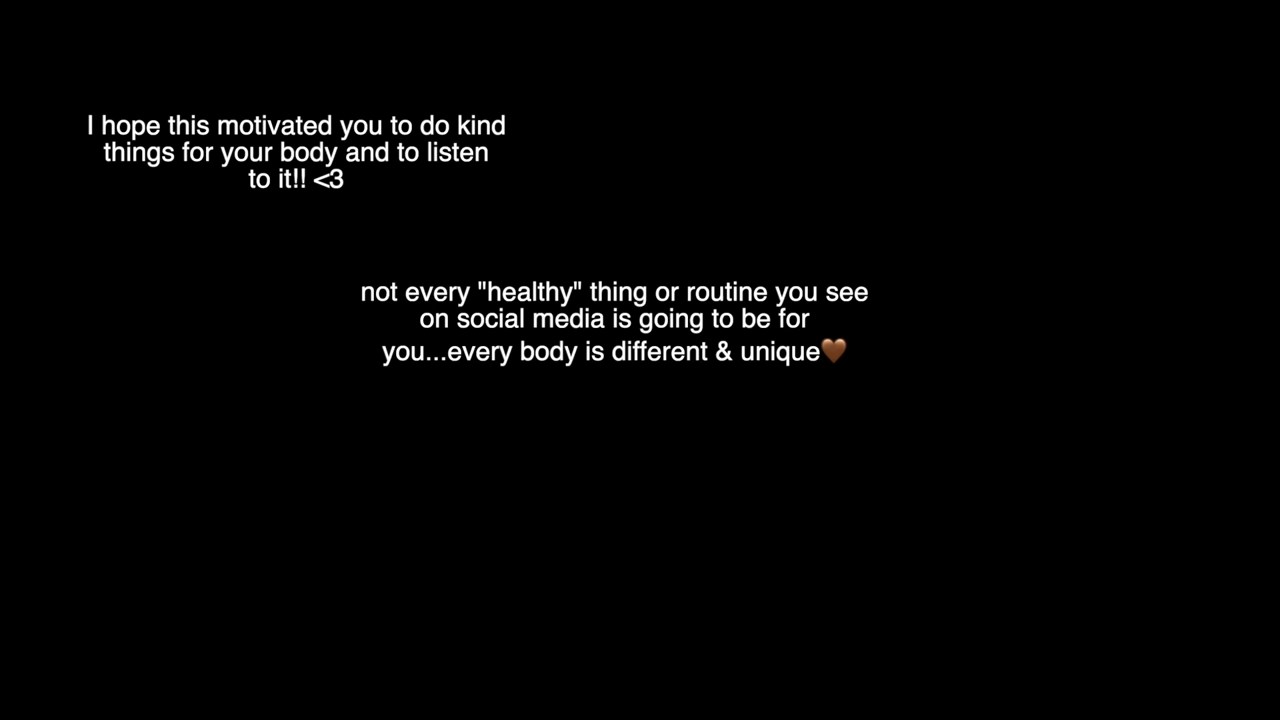 I hope this motivated you to do kind
things for your body and to listen
to it!! <3
not every "healthy" thing or routine you see
on social media is going to be for
you...every body is different & unique🤎